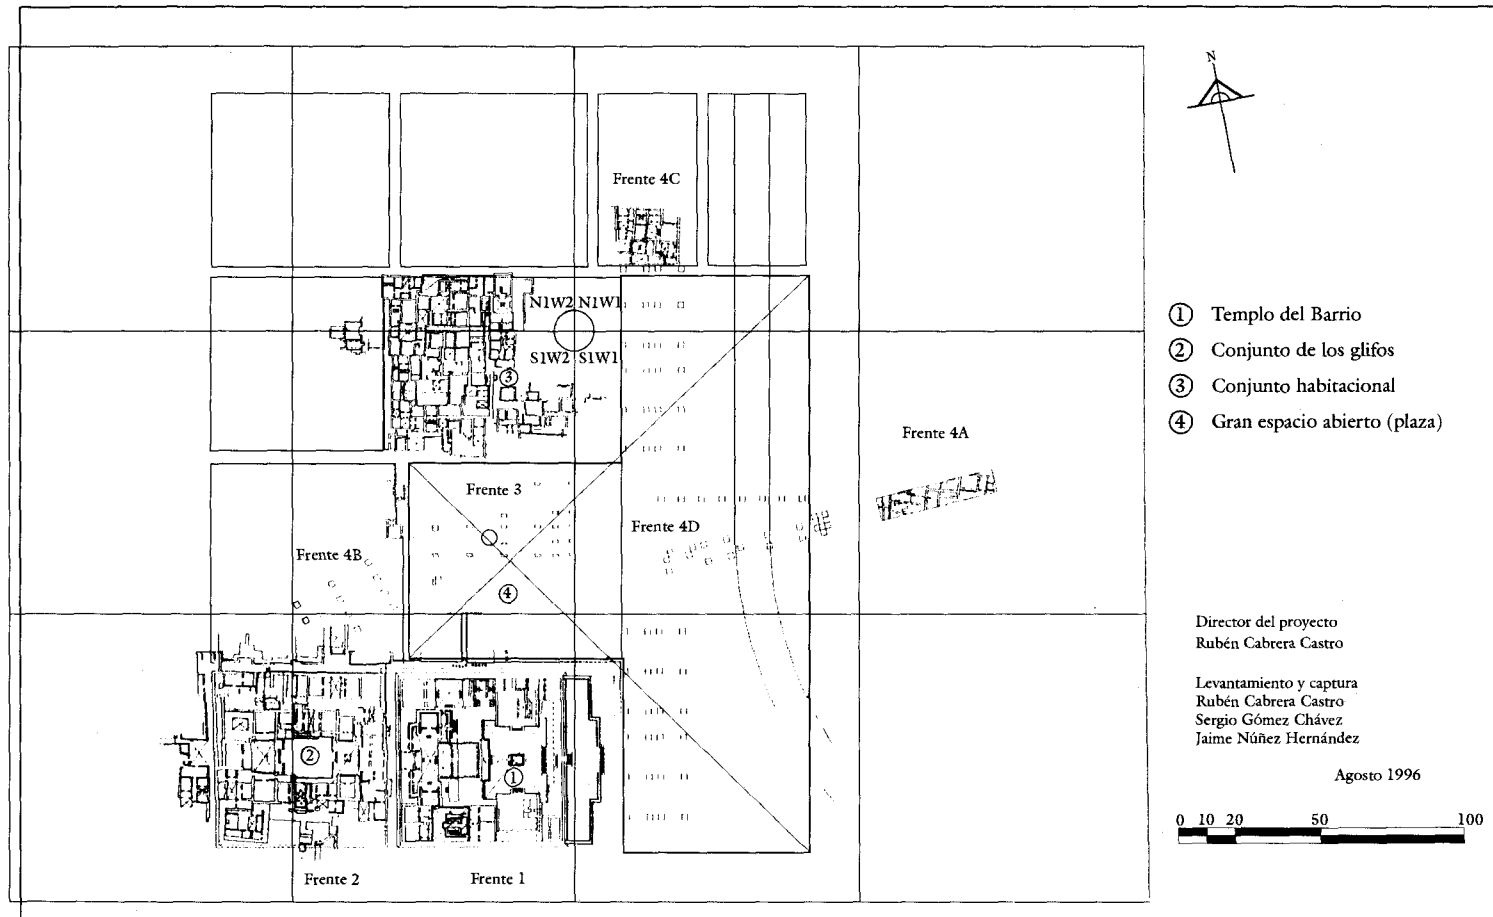 N
Frente 4C
N1W2 N1W1
S1W2 S1W1
3
Frente 4A
Frente 3
Frente 4D
Frente 4B
4
2
1
Frente 2
Frente 1
1 Templo del Barrio
2 Conjunto de los glifos
3 Conjunto habitacional
4 Gran espacio abierto (plaza)
Director del proyecto
Rubén Cabrera Castro
Levantamiento y captura
Rubén Cabrera Castro
Sergio Gómez Chávez
Jaime Núñez Hernández
Agosto 1996
0 10 20 50 100